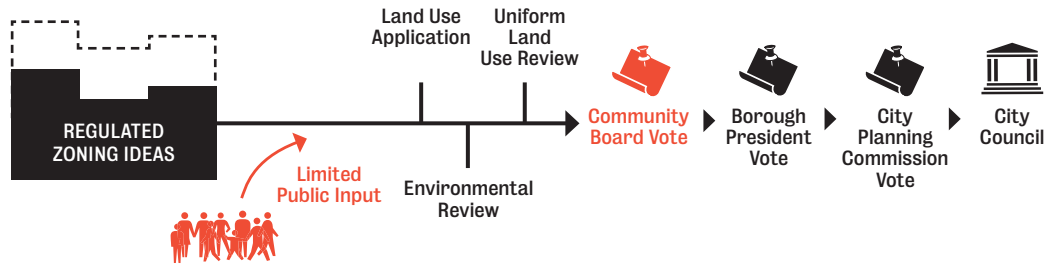 REGULATED
ZONING IDEAS
Limited
Public Input
Land Use
Application
Environmental
Review
Uniform
Land
Use Review
Community
Board Vote
Borough
President
Vote
City
Planning
Commission
Vote
City
Council